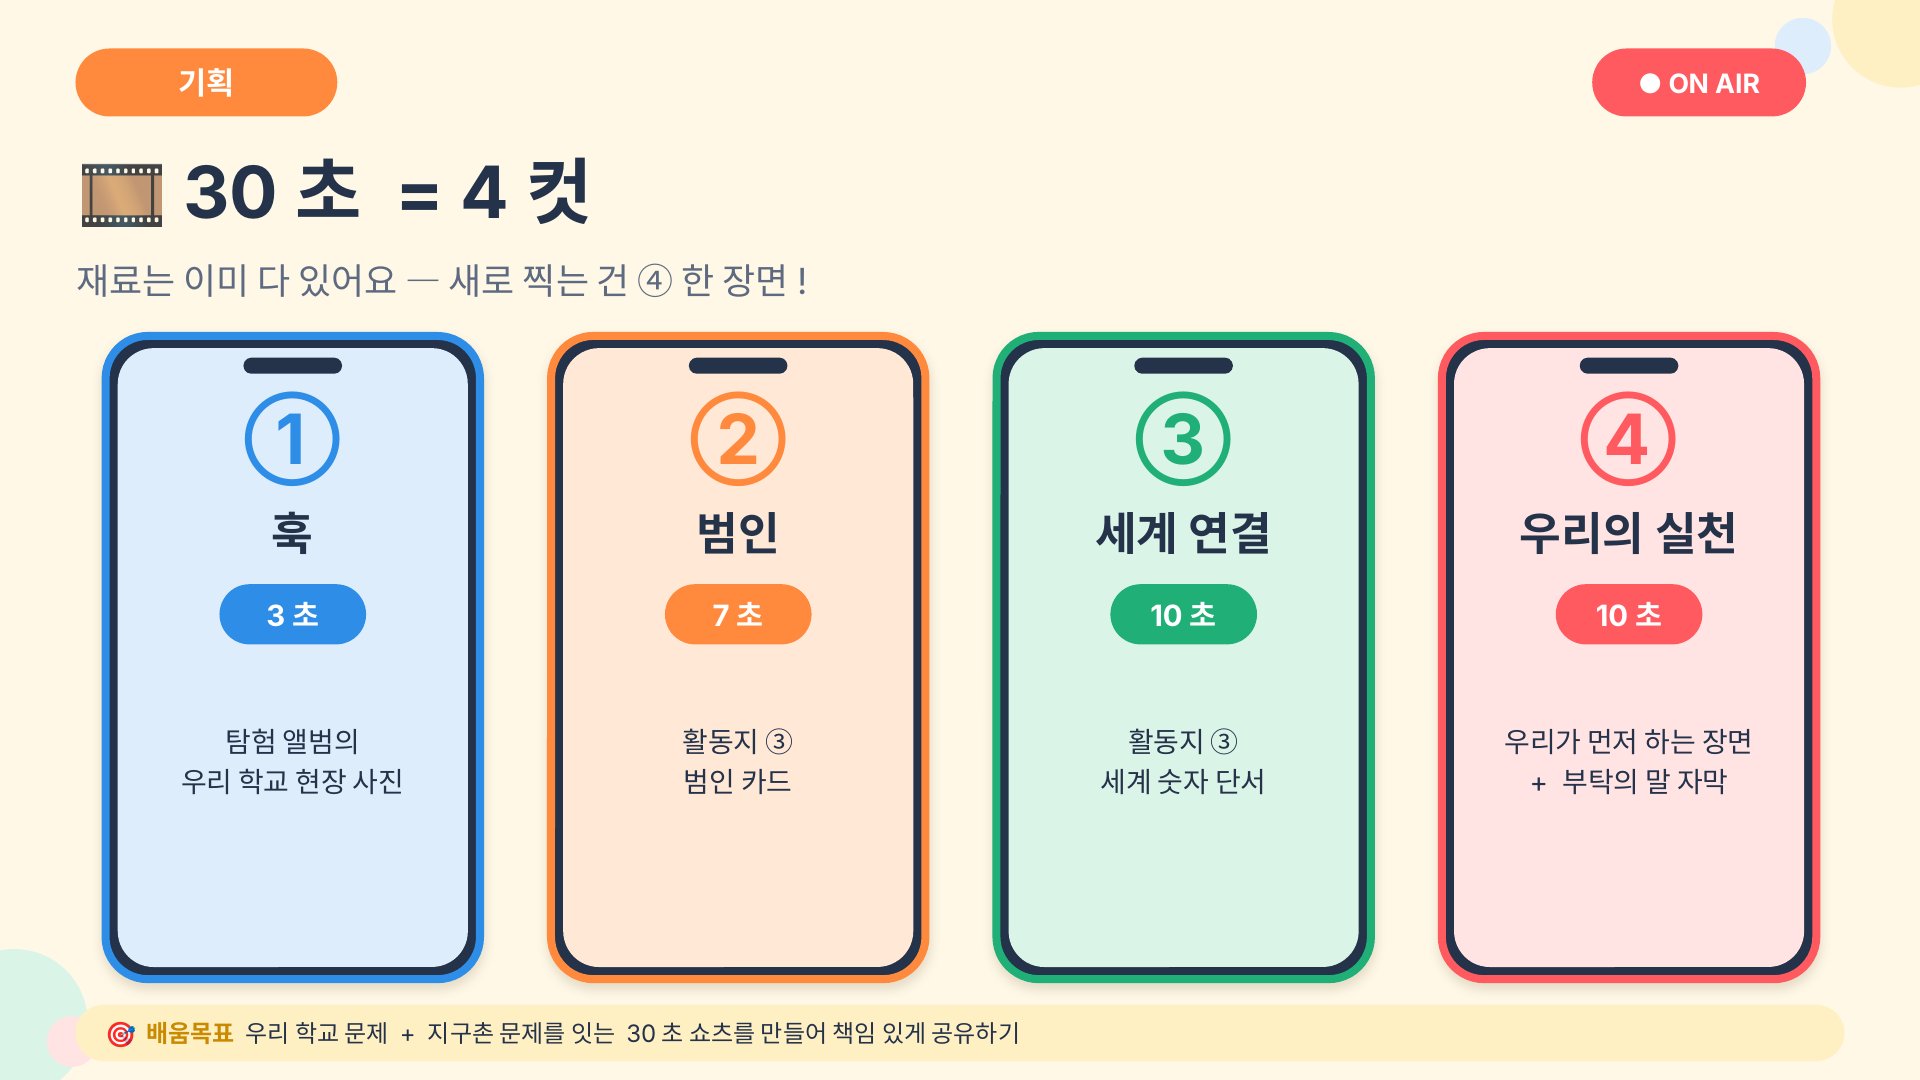 기획
ON AIR
30 초 = 4 컷
재료는 이미 다 있어요 — 새로 찍는 건 ④ 한 장면 !
①
훅
3 초
탐험 앨범의
우리 학교 현장 사진
②
범인
7 초
활동지 ③
범인 카드
③
세계 연결
10 초
활동지 ③
세계 숫자 단서
④
우리의 실천
10 초
우리가 먼저 하는 장면
+ 부탁의 말 자막
배움목표 우리 학교 문제 + 지구촌 문제를 잇는 30 초 쇼츠를 만들어 책임 있게 공유하기